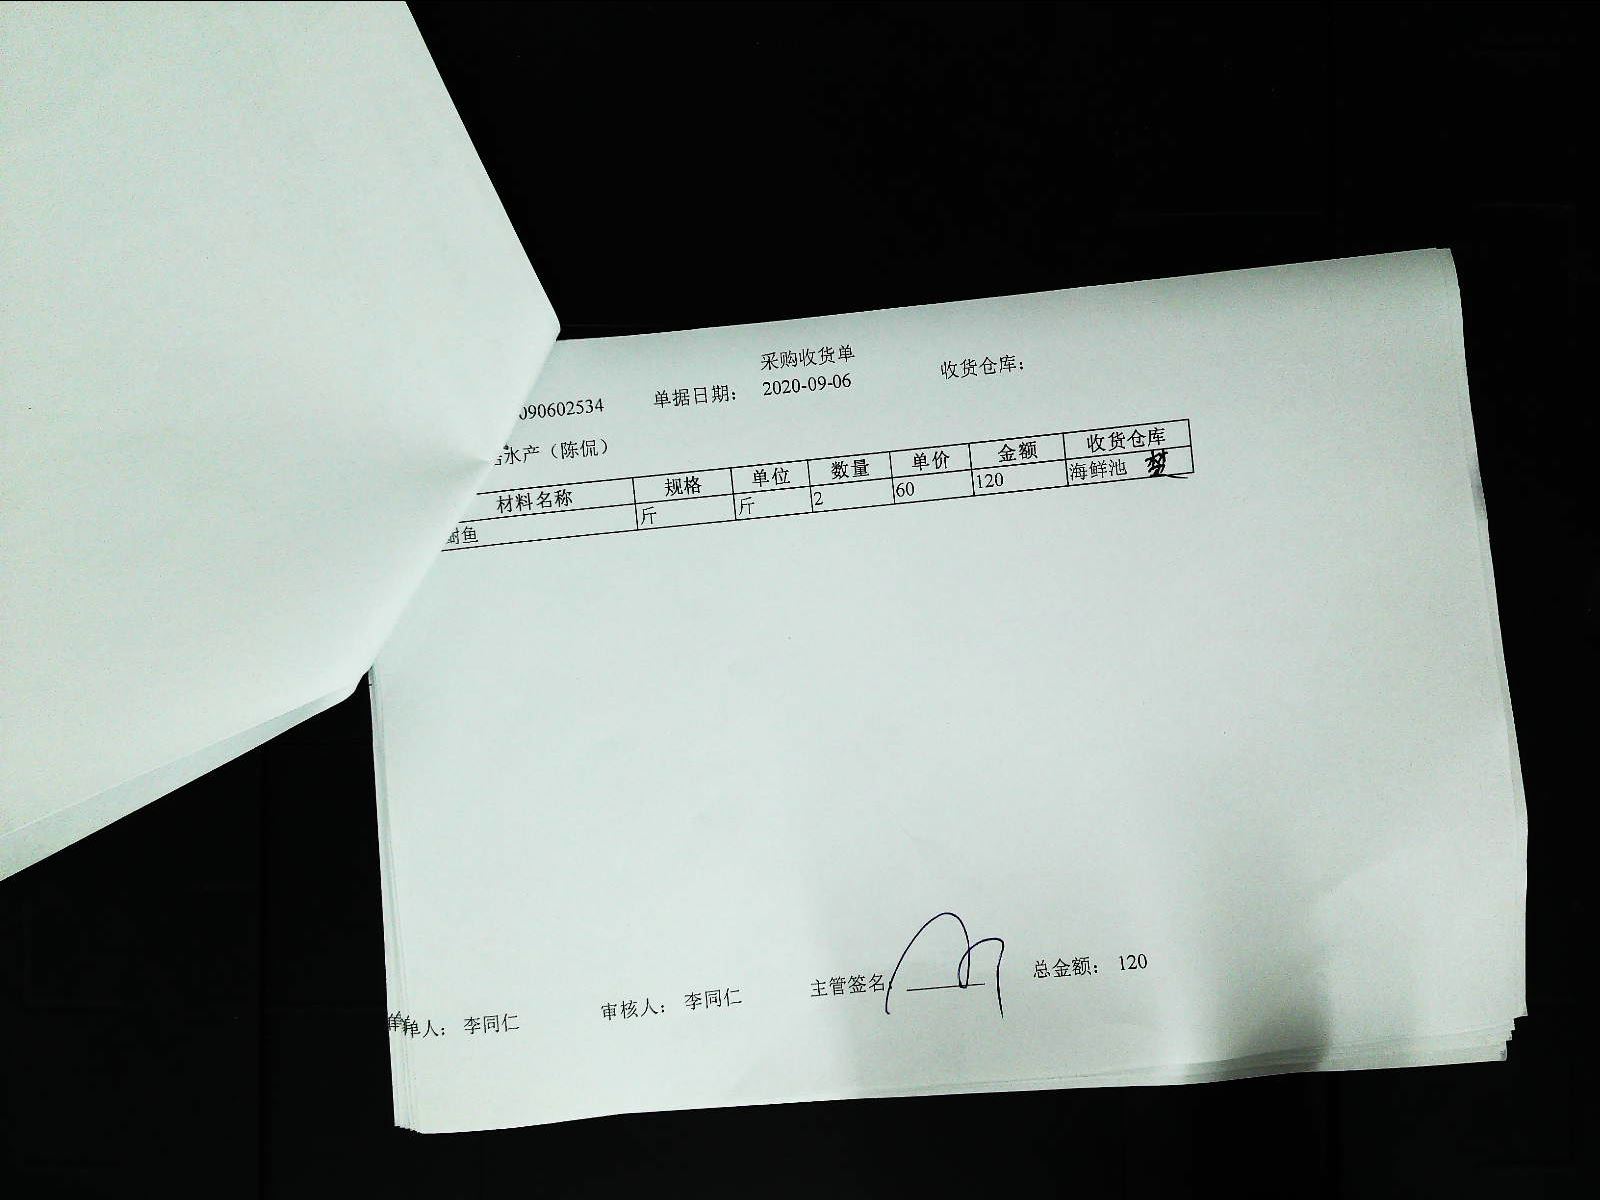 采购收货单
090602534 单据日期： 2020-09-06 收货仓库：
水产（陈侃）
材料名称 规格 单位 数量 单价 金额 收货仓库
鱼 斤 斤 2 60 120 海鲜池
单人： 李同仁 审核人： 李同仁 主管签名 总金额： 120